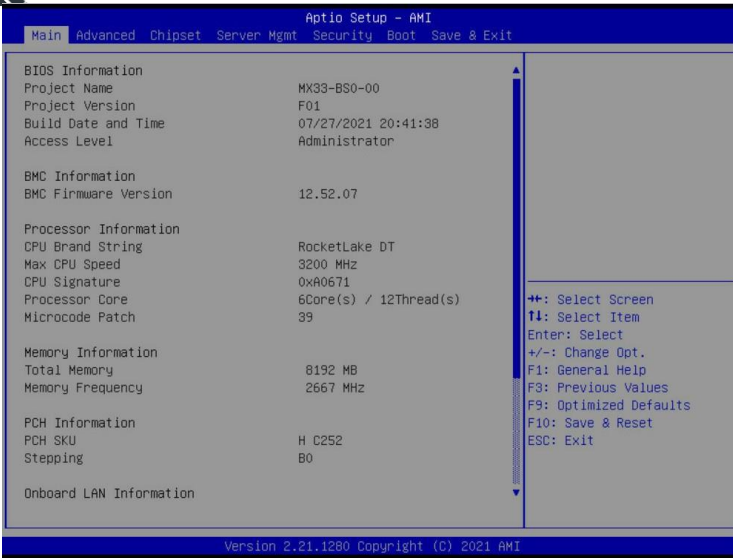 Aptio Setup – AMI
Main Advanced Chipset Server Mgmt Security Boot Save & Exit
BIOS Information
Project Name MX33-BS0-00
Project Version F01
Build Date and Time 07/27/2021 20:41:38
Access Level Administrator
BMC Information
BMC Firmware Version 12.52.07
Processor Information
CPU Brand String RocketLake DT
Max CPU Speed 3200 MHz
CPU Signature 0xA0671
Processor Core 6Core(s) / 12Thread(s)
Microcode Patch 39
Memory Information
Total Memory 8192 MB
Memory Frequency 2667 MHz
PCH Information
PCH SKU H C252
Stepping B0
Onboard LAN Information
→←: Select Screen
↑↓: Select Item
Enter: Select
+/-: Change Opt.
F1: General Help
F3: Previous Values
F9: Optimized Defaults
F10: Save & Reset
ESC: Exit
Version 2.21.1280 Copyright (C) 2021 AMI